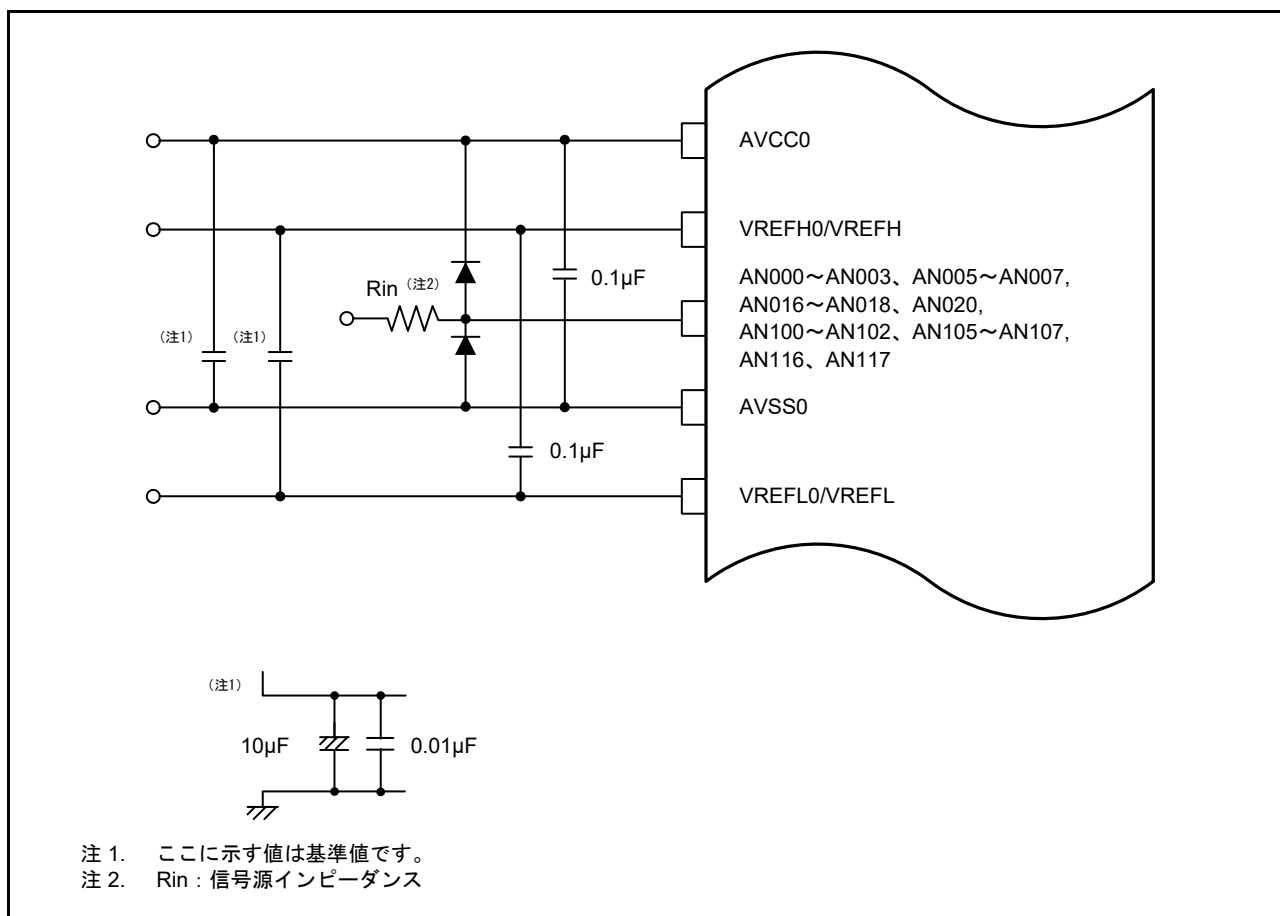 AVCC0
VREFH0/VREFH
0.1µF
Rin (注2)
AN000～AN003、AN005～AN007,
AN016～AN018、AN020,
AN100～AN102、AN105～AN107,
AN116、AN117
(注1)
(注1)
AVSS0
0.1µF
VREFL0/VREFL
(注1)
10µF
0.01µF
注 1. ここに示す値は基準値です。
注 2. Rin：信号源インピーダンス